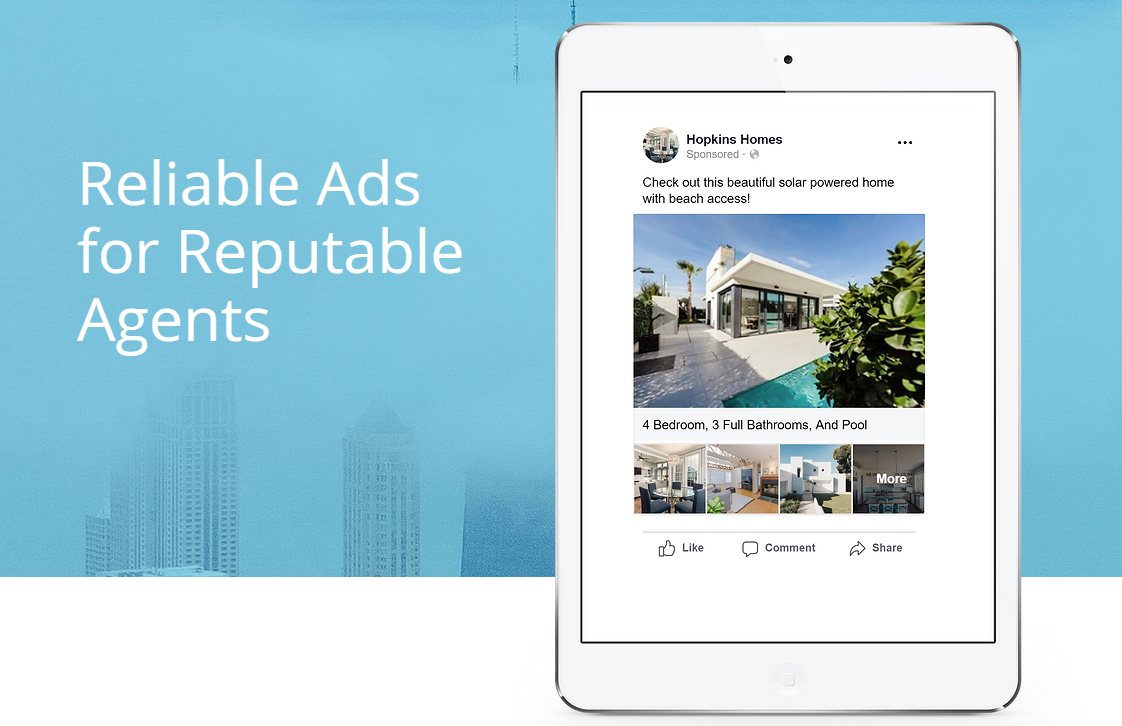 Reliable Ads
for Reputable
Agents
Hopkins Homes
Sponsored ·
Check out this beautiful solar powered home
with beach access!
4 Bedroom, 3 Full Bathrooms, And Pool
More
Like Comment Share